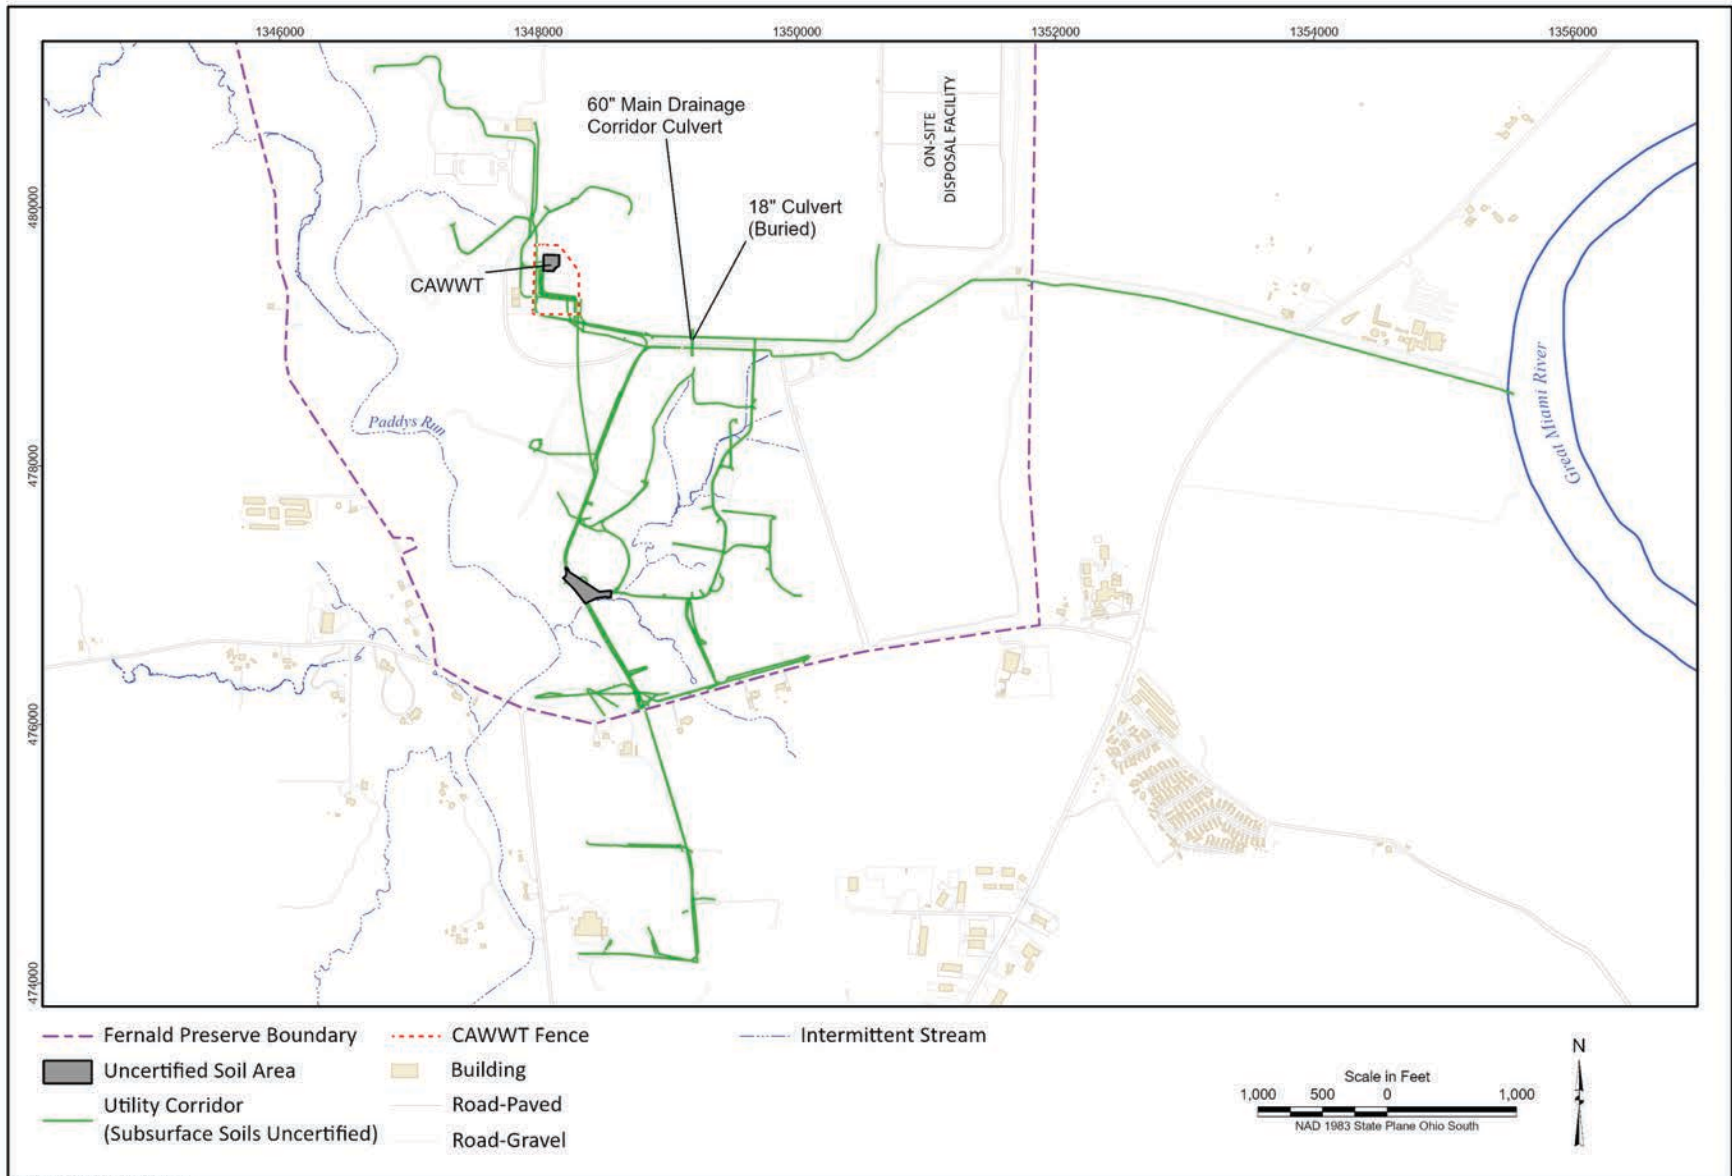 1346000
1348000
1350000
1352000
1354000
1356000
480000
478000
476000
474000
60" Main Drainage
Corridor Culvert
ON-SITE
DISPOSAL FACILITY
18" Culvert
(Buried)
CAWWT
Paddys Run
Great Miami River
Fernald Preserve Boundary
Uncertified Soil Area
Utility Corridor
(Subsurface Soils Uncertified)
CAWWT Fence
Building
Road-Paved
Road-Gravel
Intermittent Stream
Scale in Feet
1,000 500 0 1,000
NAD 1983 State Plane Ohio South
N